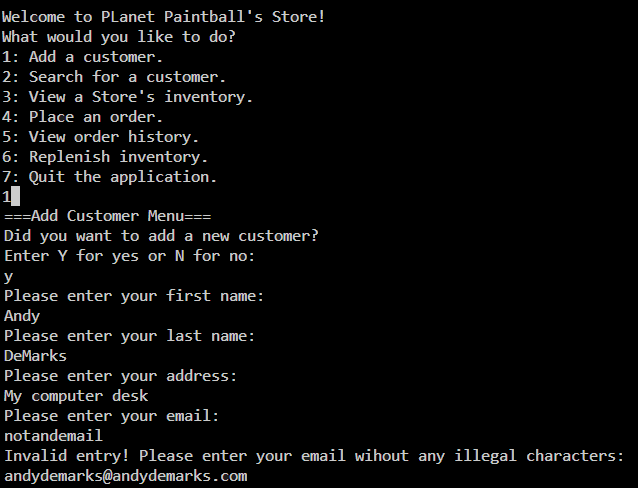 Welcome to PLanet Paintball's Store!
What would you like to do?
1: Add a customer.
2: Search for a customer.
3: View a Store's inventory.
4: Place an order.
5: View order history.
6: Replenish inventory.
7: Quit the application.
1
===Add Customer Menu===
Did you want to add a new customer?
Enter Y for yes or N for no:
y
Please enter your first name:
Andy
Please enter your last name:
DeMarks
Please enter your address:
My computer desk
Please enter your email:
notandemail
Invalid entry! Please enter your email wihout any illegal characters:
andydemarks@andydemarks.com